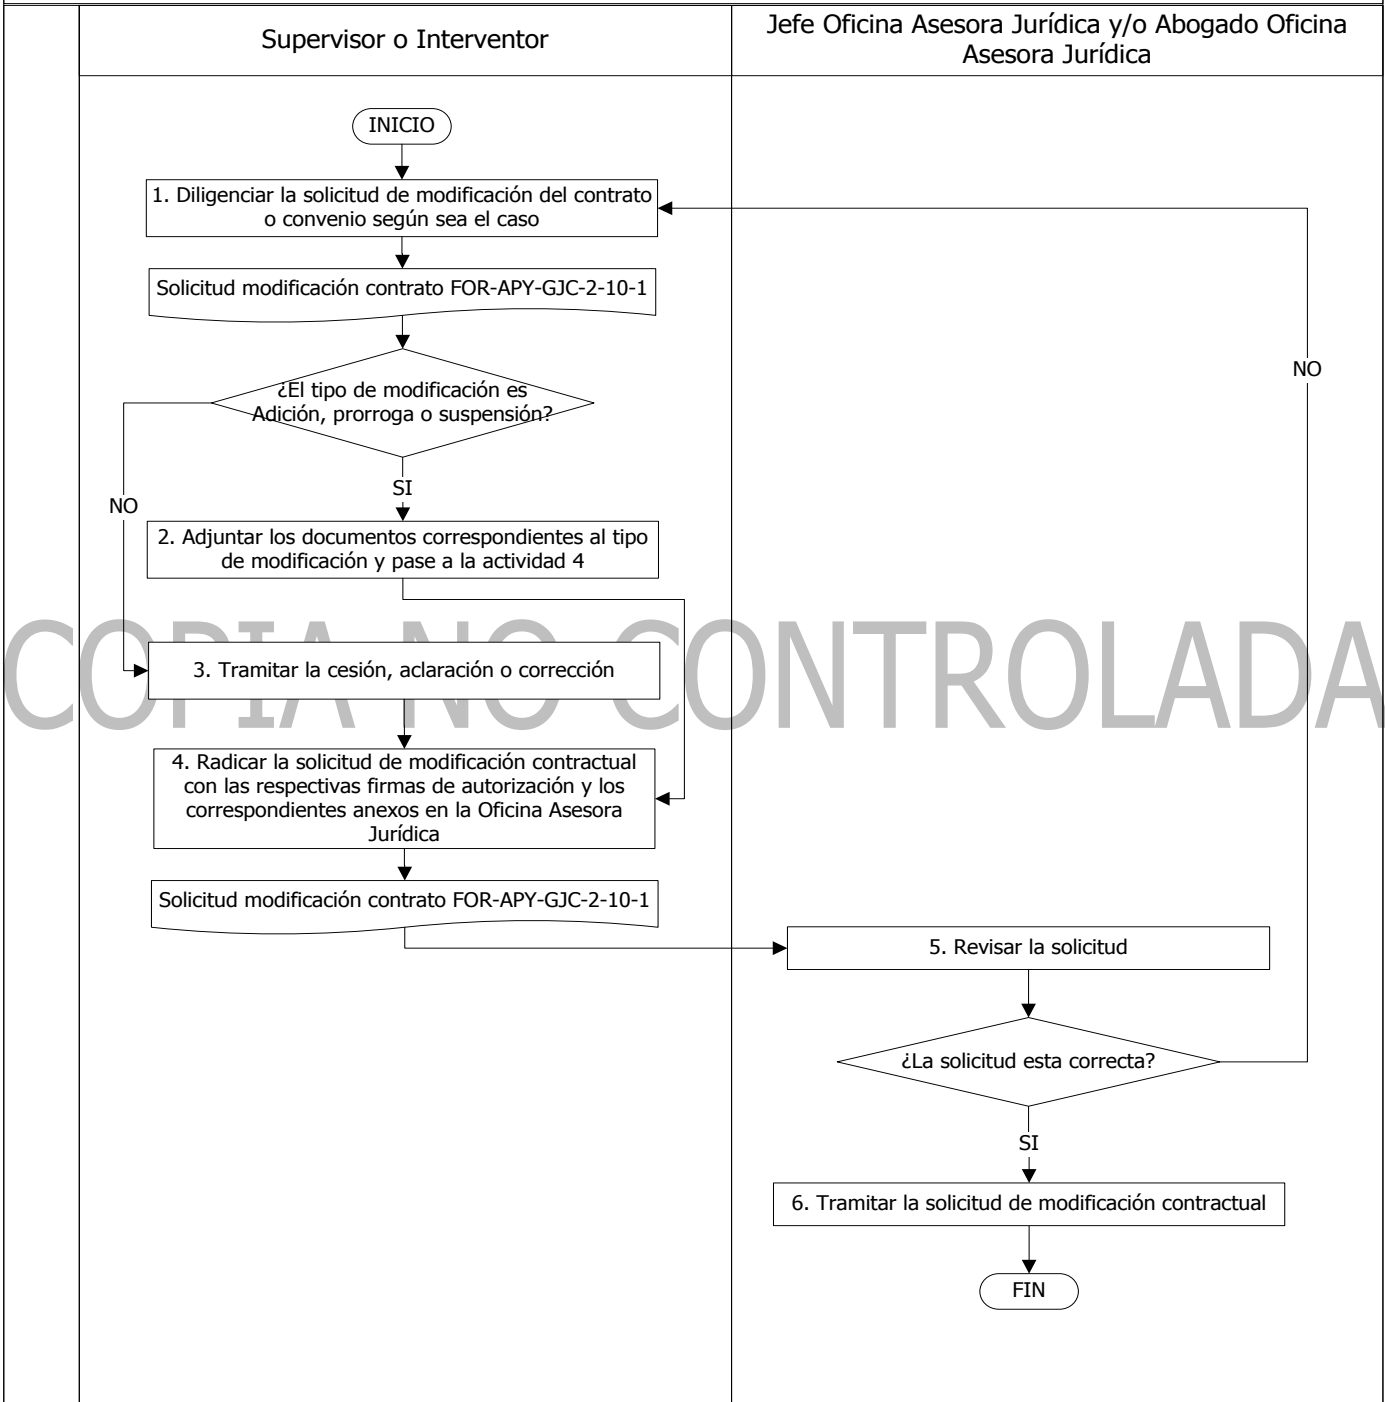 Supervisor o Interventor
Jefe Oficina Asesora Jurídica y/o Abogado Oficina
Asesora Jurídica
INICIO
1. Diligenciar la solicitud de modificación del contrato
o convenio según sea el caso
Solicitud modificación contrato FOR-APY-GJC-2-10-1
¿El tipo de modificación es
Adición, prorroga o suspensión?
NO
SI
NO
2. Adjuntar los documentos correspondientes al tipo
de modificación y pase a la actividad 4
COPIA NO CONTROLADA
3. Tramitar la cesión, aclaración o corrección
4. Radicar la solicitud de modificación contractual
con las respectivas firmas de autorización y los
correspondientes anexos en la Oficina Asesora
Jurídica
Solicitud modificación contrato FOR-APY-GJC-2-10-1
5. Revisar la solicitud
¿La solicitud esta correcta?
SI
6. Tramitar la solicitud de modificación contractual
FIN